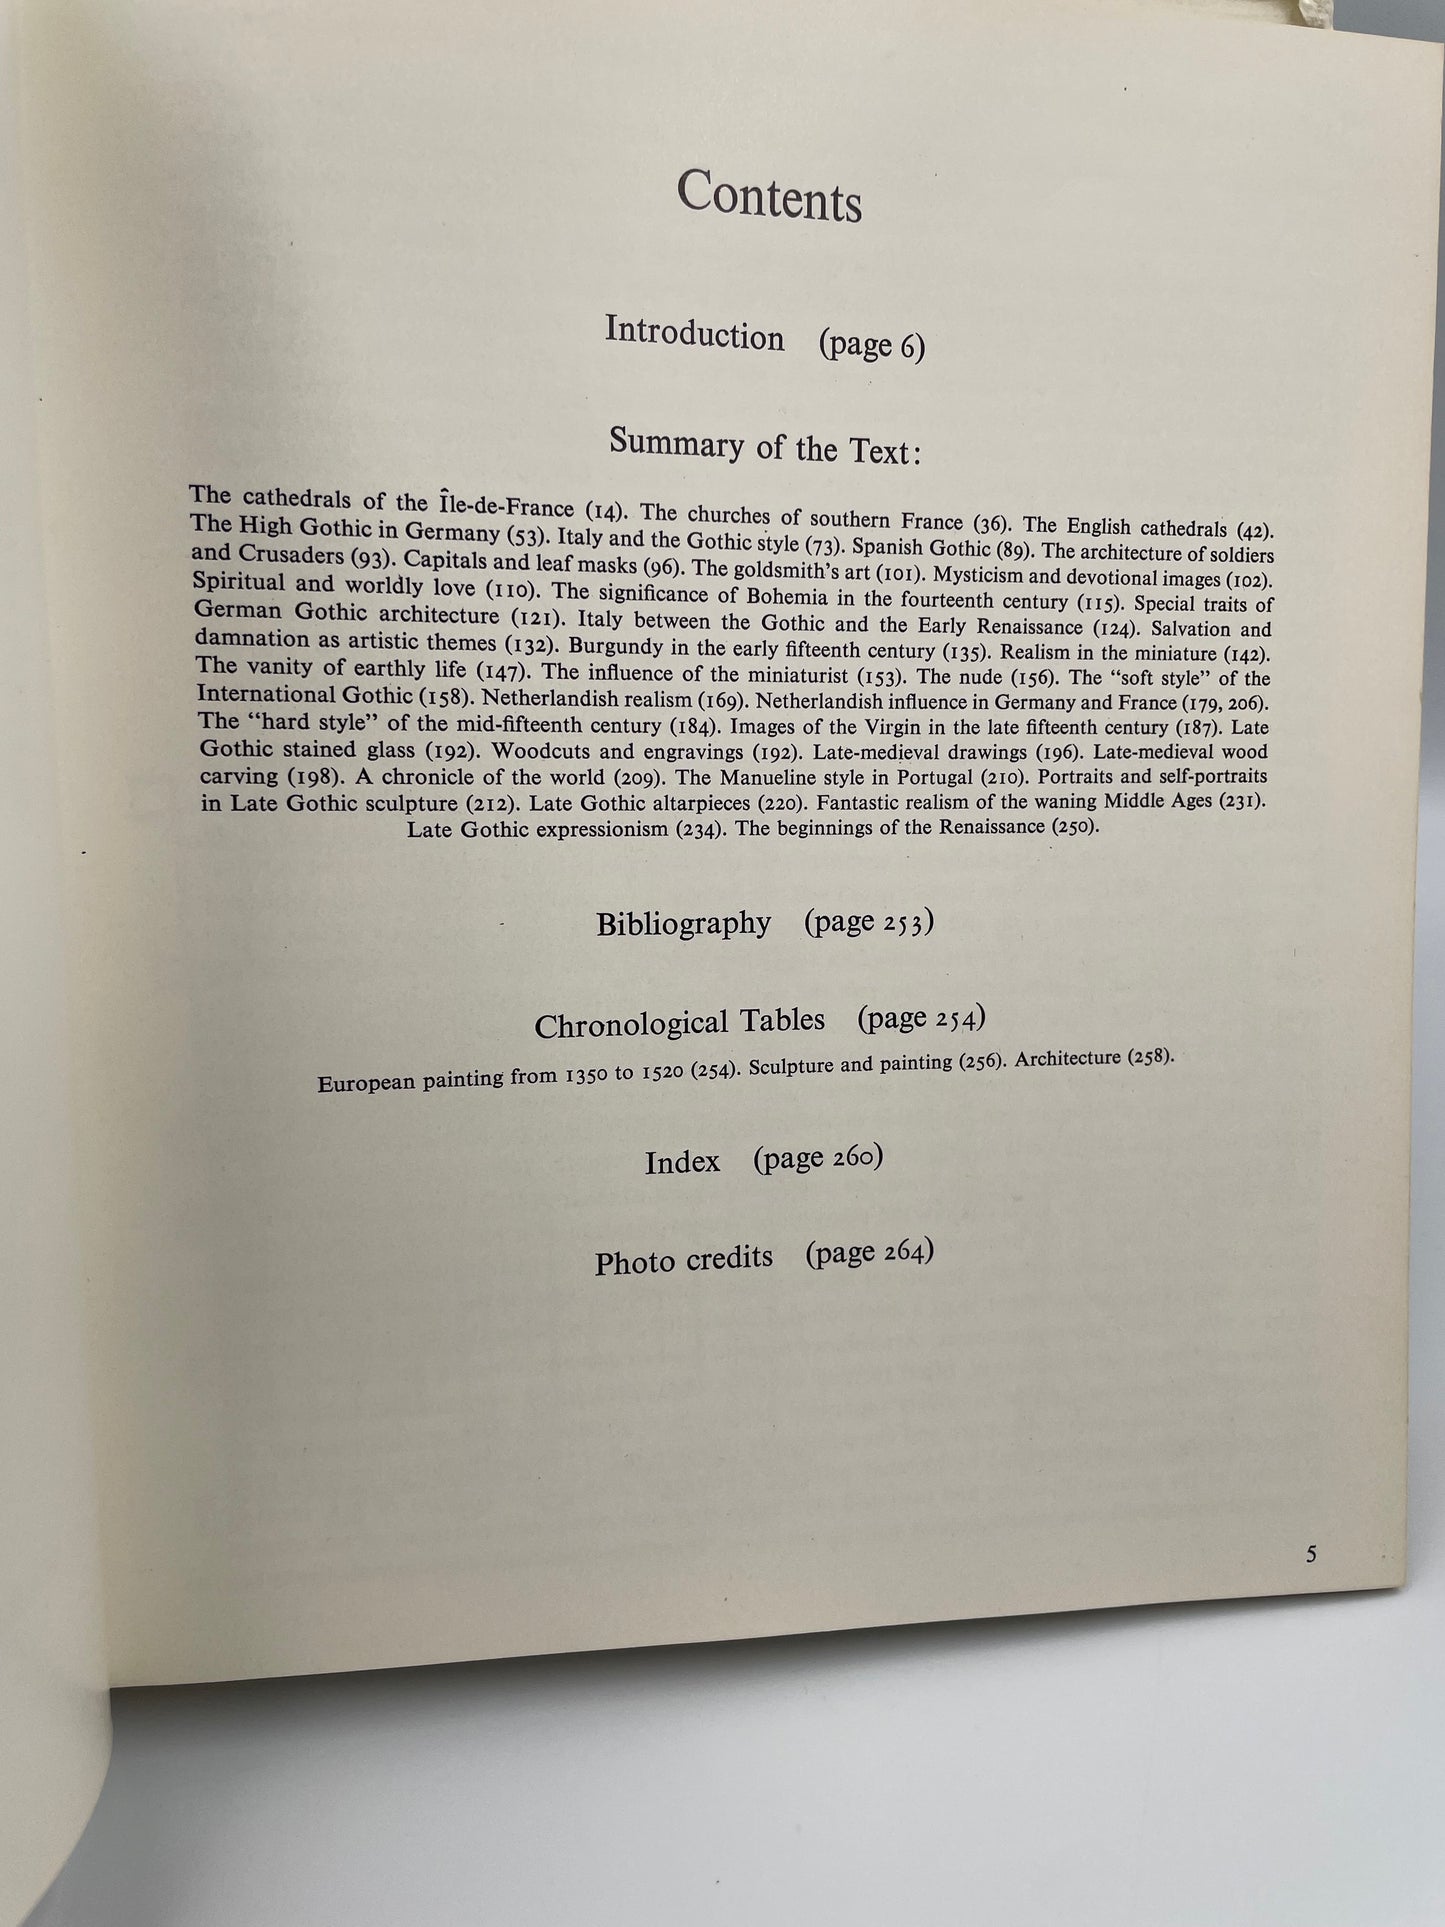 Contents
Introduction (page 6)
Summary of the Text:
The cathedrals of the Île-de-France (14). The churches of southern France (36). The English cathedrals (42).
The High Gothic in Germany (53). Italy and the Gothic style (73). Spanish Gothic (89). The architecture of soldiers
and Crusaders (93). Capitals and leaf masks (96). The goldsmith's art (101). Mysticism and devotional images (102).
Spiritual and worldly love (110). The significance of Bohemia in the fourteenth century (115). Special traits of
German Gothic architecture (121). Italy between the Gothic and the Early Renaissance (124). Salvation and
damnation as artistic themes (132). Burgundy in the early fifteenth century (135). Realism in the miniature (142).
The vanity of earthly life (147). The influence of the miniaturist (153). The nude (156). The "soft style" of the
International Gothic (158). Netherlandish realism (169). Netherlandish influence in Germany and France (179, 206).
The "hard style" of the mid-fifteenth century (184). Images of the Virgin in the late fifteenth century (187). Late
Gothic stained glass (192). Woodcuts and engravings (192). Late-medieval drawings (196). Late-medieval wood
carving (198). A chronicle of the world (209). The Manueline style in Portugal (210). Portraits and self-portraits
in Late Gothic sculpture (212). Late Gothic altarpieces (220). Fantastic realism of the waning Middle Ages (231).
Late Gothic expressionism (234). The beginnings of the Renaissance (250).
Bibliography (page 253)
Chronological Tables (page 254)
European painting from 1350 to 1520 (254). Sculpture and painting (256). Architecture (258).
Index (page 260)
Photo credits (page 264)
5